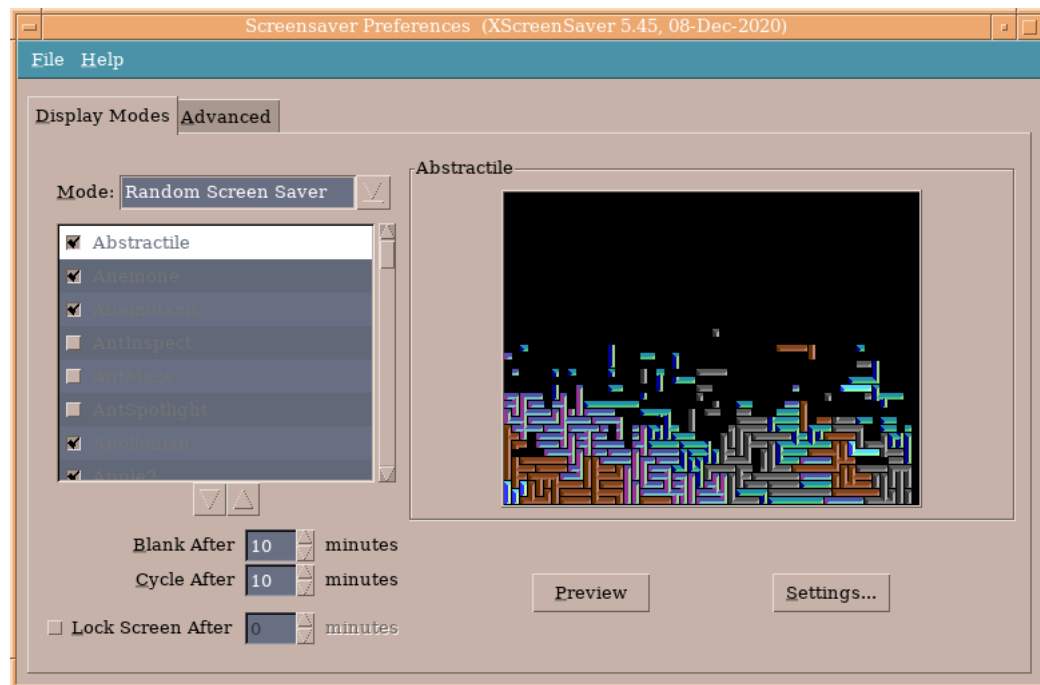 Screensaver Preferences  (XScreenSaver 5.45, 08-Dec-2020)
File Help
Display Modes Advanced
Abstractile
Mode: Random Screen Saver
Abstractile
Anemone
Anemotaxis
AntInspect
AntMaze
AntSpotlight
Apollonian
Apple2
Blank After 10 minutes
Cycle After 10 minutes
Preview Settings...
Lock Screen After 0 minutes